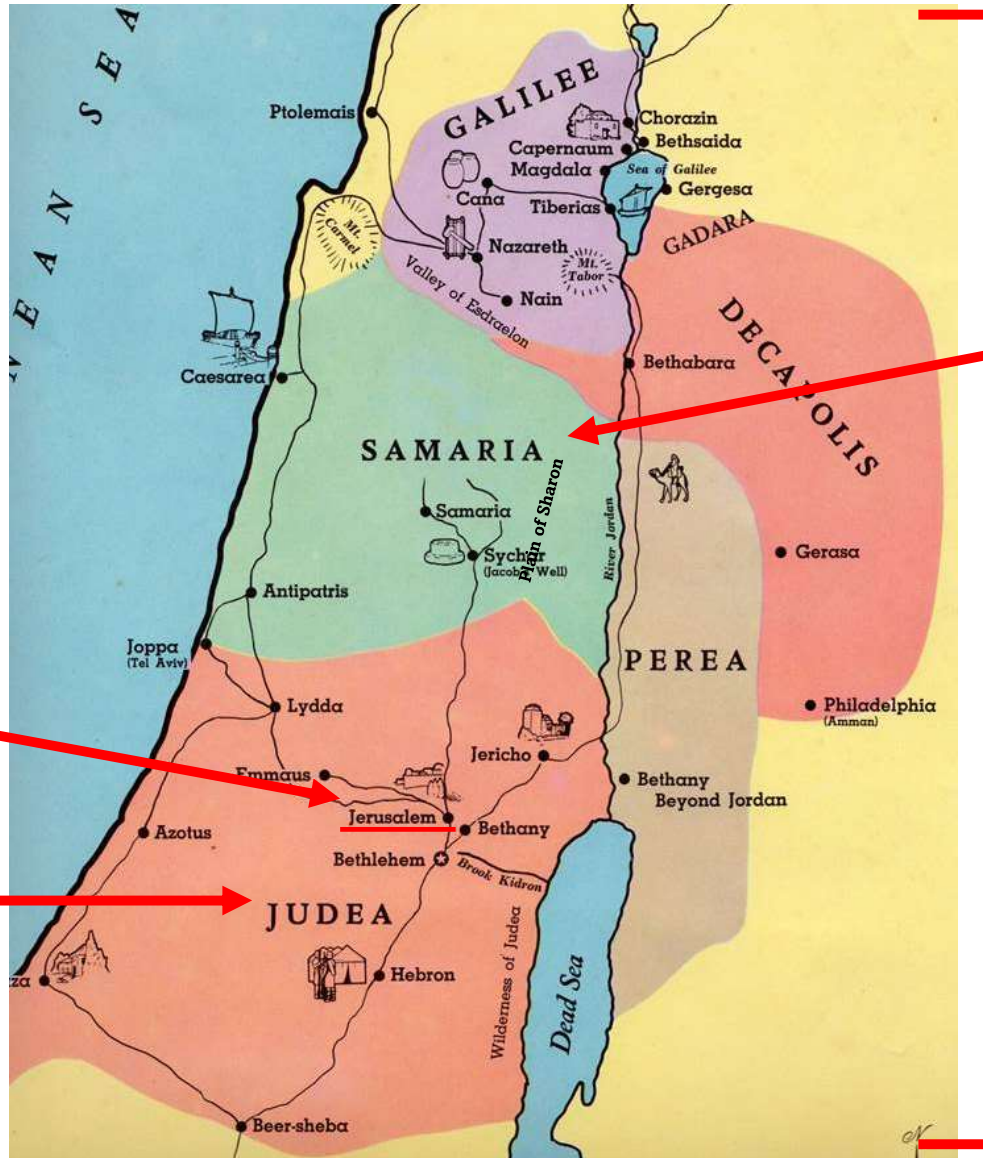 NEAN SEA
GALILEE
Ptolemais
Chorazin
Bethsaida
Capernaum
Magdala
Sea of Galilee
Gergesa
Cana
Tiberias
GADARA
Mt.
Carmel
Nazareth
Mt.
Tabor
Valley of Esdraelon
Nain
DECAPOLIS
Bethabara
Caesarea
SAMARIA
Plain of Sharon
Samaria
River Jordan
Sychar
(Jacob's Well)
Gerasa
Antipatris
Joppa
(Tel Aviv)
PEREA
Lydda
Philadelphia
(Amman)
Jericho
Emmaus
Bethany
Beyond Jordan
Jerusalem
Bethany
Azotus
Bethlehem
Brook Kidron
JUDEA
Wilderness of Judea
Dead Sea
Hebron
za
Beer-sheba